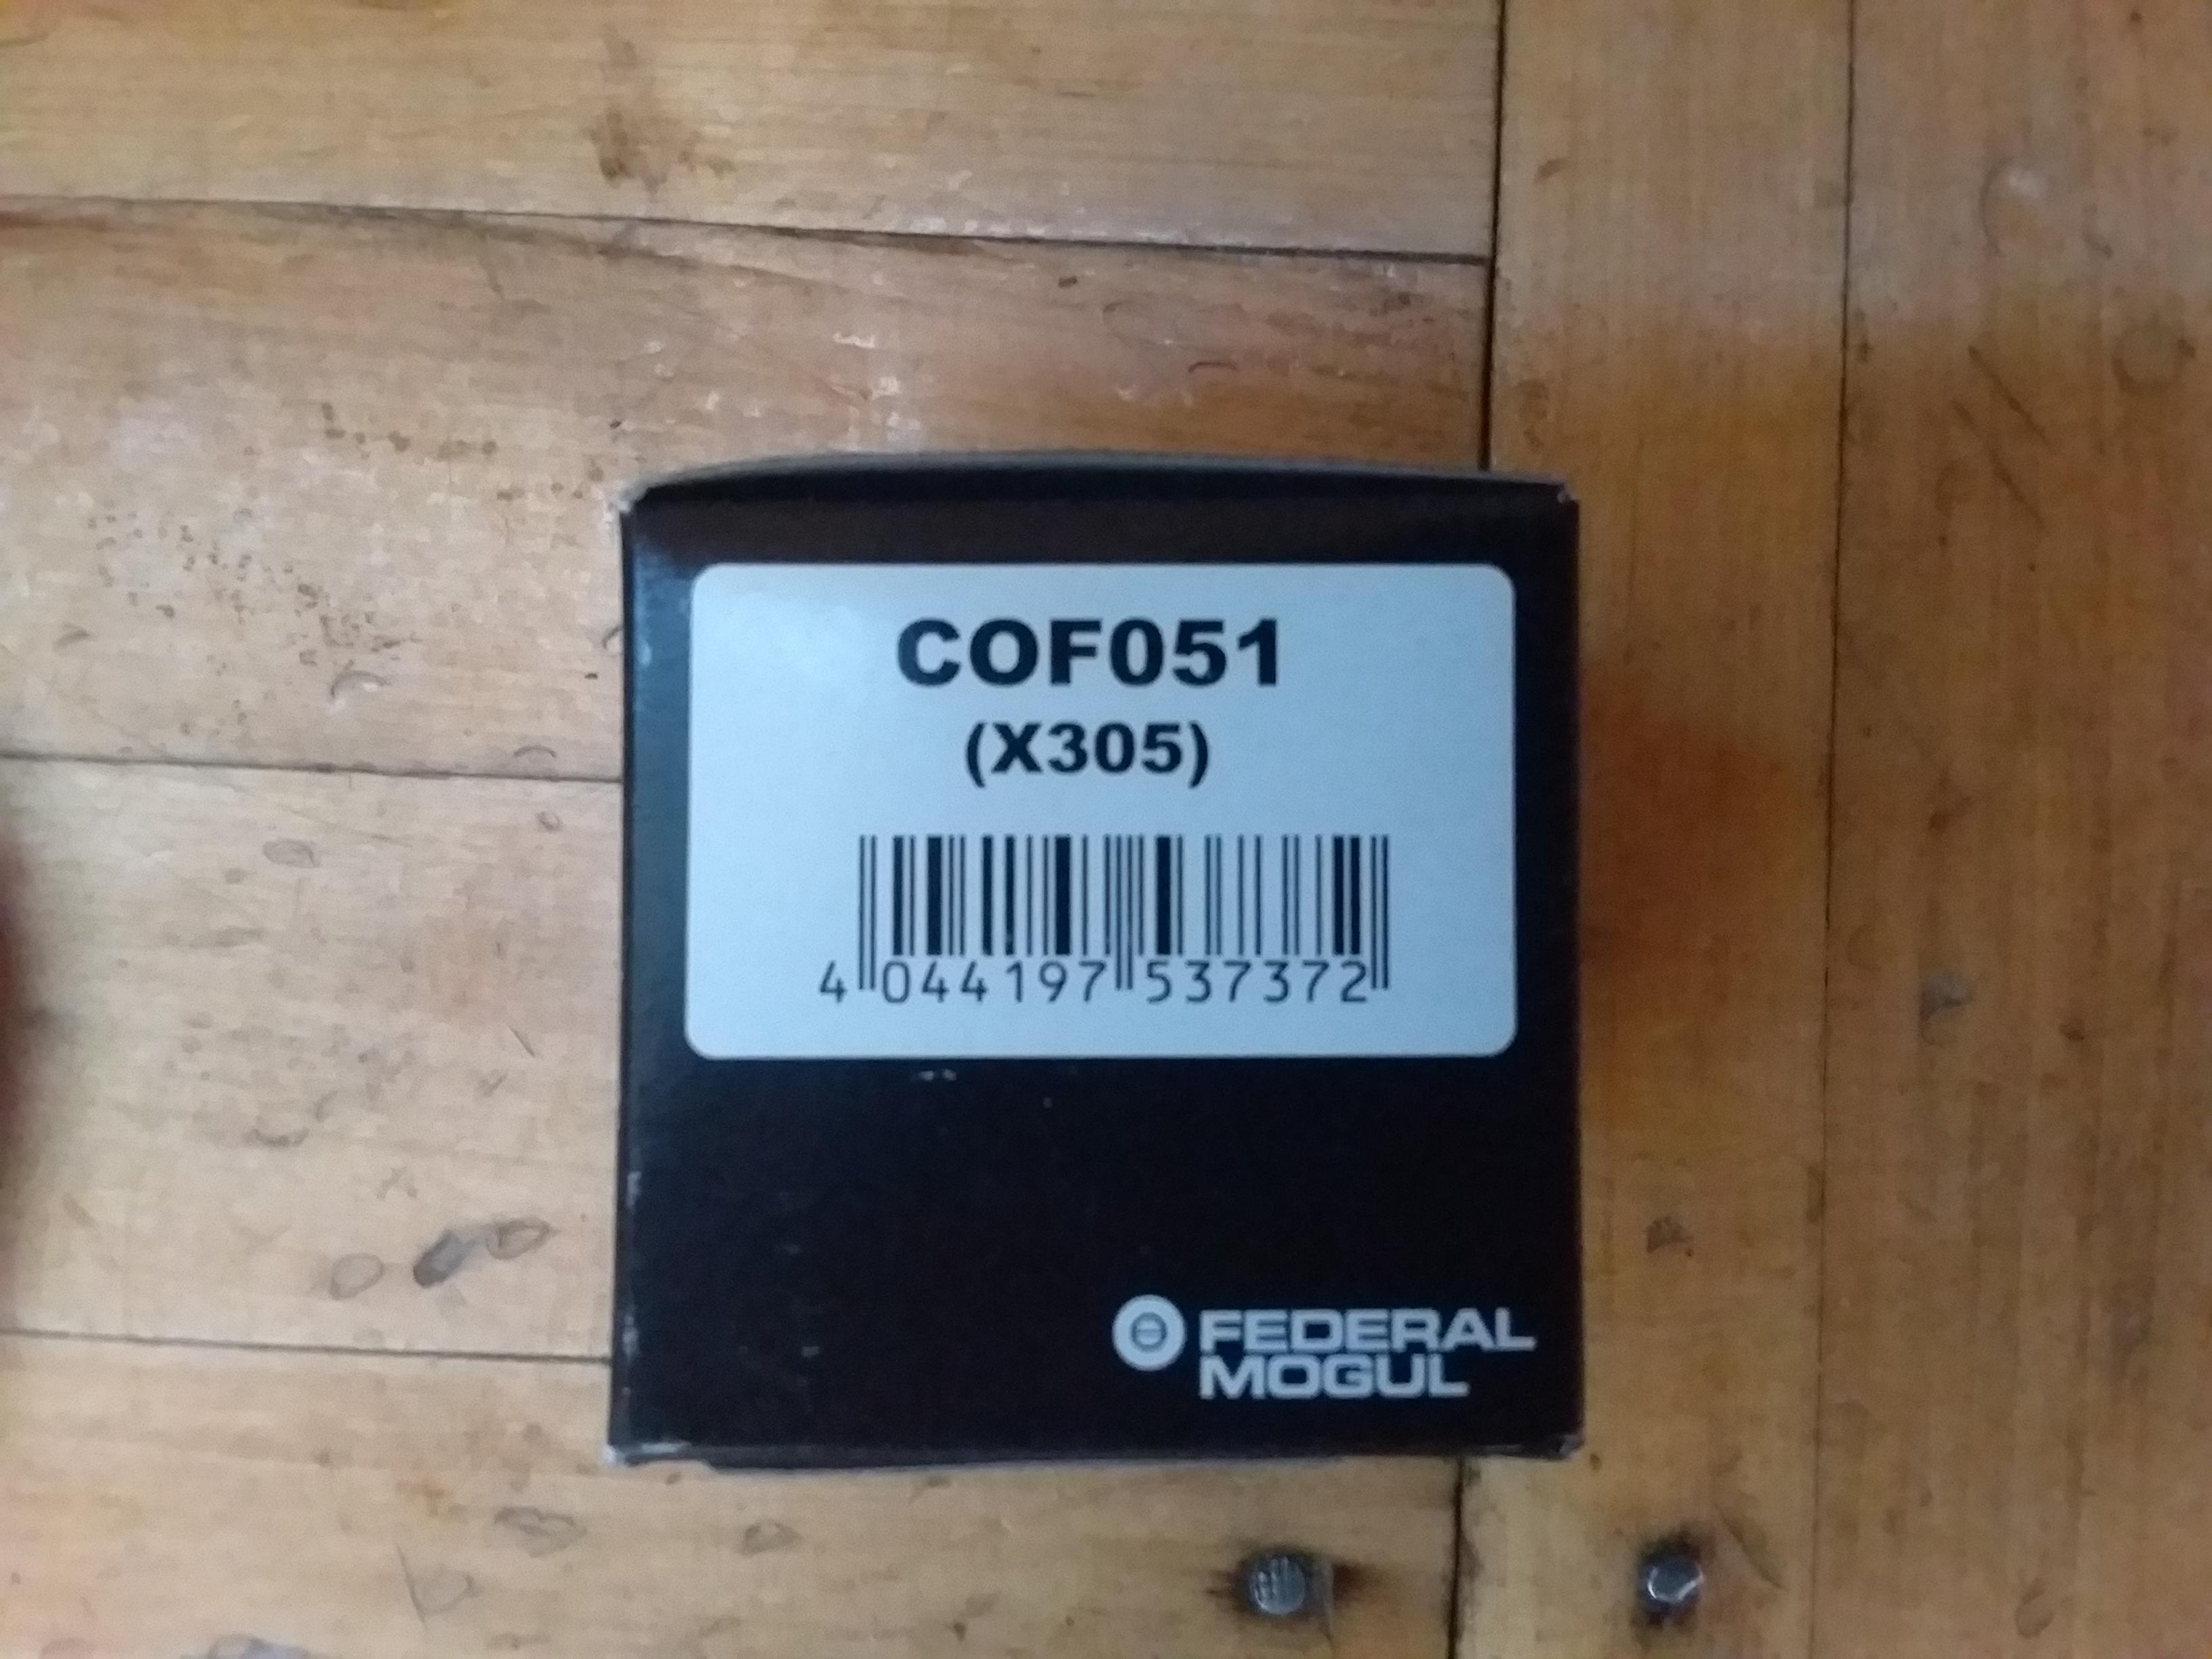 COF051
(X305)
4 044197 537372
FEDERAL
MOGUL